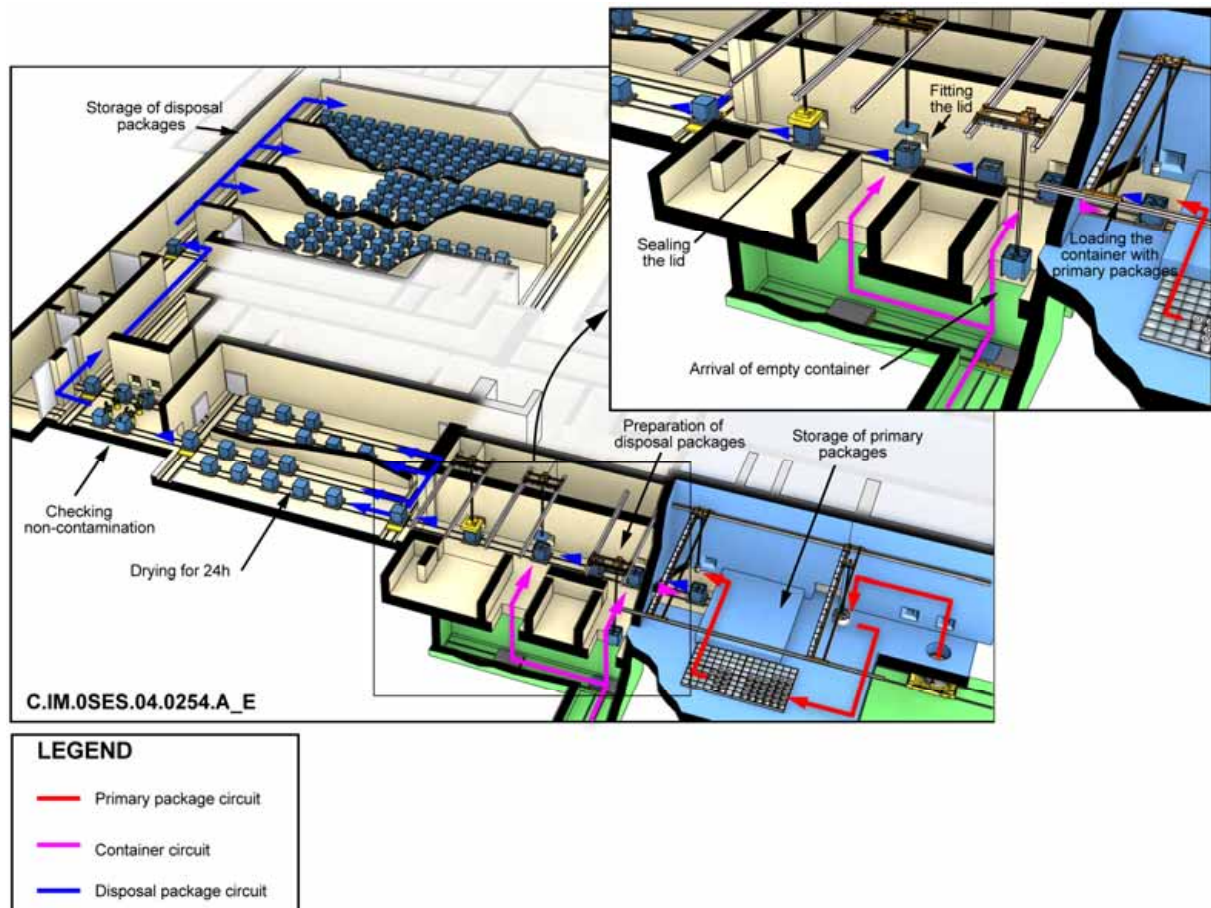 Storage of disposal
packages
Fitting
the lid
Sealing
the lid
Loading the
container with
primary packages
Arrival of empty container
Preparation of
disposal packages
Storage of primary
packages
Checking
non-contamination
Drying for 24h
C.IM.0SES.04.0254.A_E
LEGEND
Primary package circuit
Container circuit
Disposal package circuit